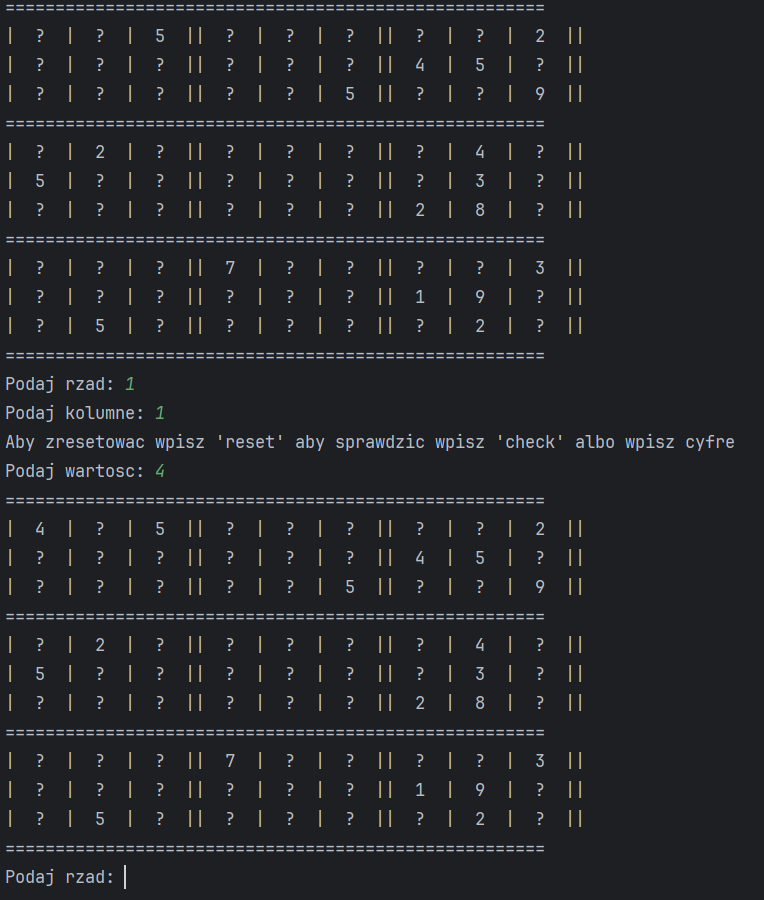 ======================================================
|  ?  |  ?  |  5  ||  ?  |  ?  |  ?  ||  ?  |  ?  |  2  ||
|  ?  |  ?  |  ?  ||  ?  |  ?  |  ?  ||  4  |  5  |  ?  ||
|  ?  |  ?  |  ?  ||  ?  |  ?  |  5  ||  ?  |  ?  |  9  ||
======================================================
|  ?  |  2  |  ?  ||  ?  |  ?  |  ?  ||  ?  |  4  |  ?  ||
|  5  |  ?  |  ?  ||  ?  |  ?  |  ?  ||  ?  |  3  |  ?  ||
|  ?  |  ?  |  ?  ||  ?  |  ?  |  ?  ||  2  |  8  |  ?  ||
======================================================
|  ?  |  ?  |  ?  ||  7  |  ?  |  ?  ||  ?  |  ?  |  3  ||
|  ?  |  ?  |  ?  ||  ?  |  ?  |  ?  ||  1  |  9  |  ?  ||
|  ?  |  5  |  ?  ||  ?  |  ?  |  ?  ||  ?  |  2  |  ?  ||
======================================================
Podaj rzad: 1
Podaj kolumne: 1
Aby zresetowac wpisz 'reset' aby sprawdzic wpisz 'check' albo wpisz cyfre
Podaj wartosc: 4
======================================================
|  4  |  ?  |  5  ||  ?  |  ?  |  ?  ||  ?  |  ?  |  2  ||
|  ?  |  ?  |  ?  ||  ?  |  ?  |  ?  ||  4  |  5  |  ?  ||
|  ?  |  ?  |  ?  ||  ?  |  ?  |  5  ||  ?  |  ?  |  9  ||
======================================================
|  ?  |  2  |  ?  ||  ?  |  ?  |  ?  ||  ?  |  4  |  ?  ||
|  5  |  ?  |  ?  ||  ?  |  ?  |  ?  ||  ?  |  3  |  ?  ||
|  ?  |  ?  |  ?  ||  ?  |  ?  |  ?  ||  2  |  8  |  ?  ||
======================================================
|  ?  |  ?  |  ?  ||  7  |  ?  |  ?  ||  ?  |  ?  |  3  ||
|  ?  |  ?  |  ?  ||  ?  |  ?  |  ?  ||  1  |  9  |  ?  ||
|  ?  |  5  |  ?  ||  ?  |  ?  |  ?  ||  ?  |  2  |  ?  ||
======================================================
Podaj rzad: